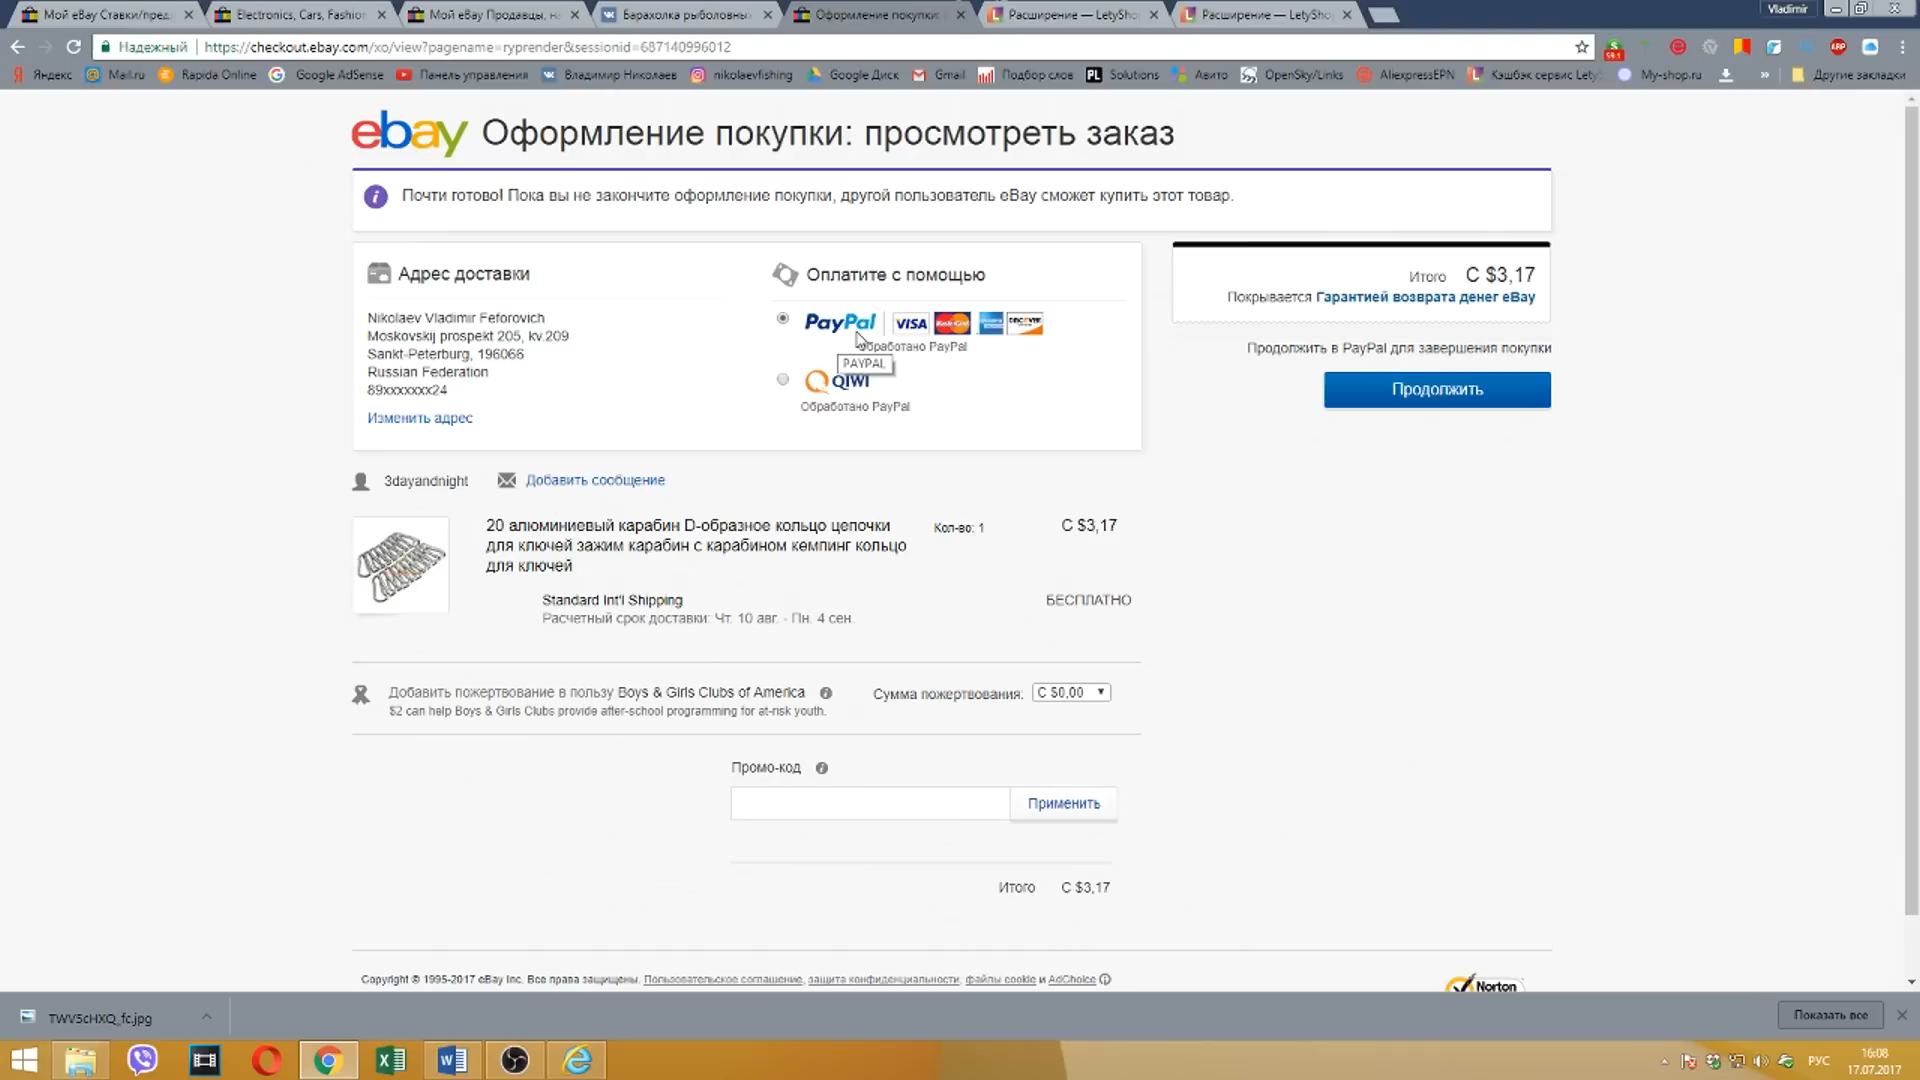 Мой eBay Ставки/пред
Electronics, Cars, Fashion
Мой eBay Продавцы, на
Барахолка рыболовны
Оформление покупки:
Расширение — LetySho
Расширение — LetySho
Vladimir
Надежный
https://checkout.ebay.com/xo/view?pagename=ryprender&sessionid=687140996012
Яндекс
Mail.ru
Rapida Online
Google AdSense
Панель управления
Владимир Николаев
nikolaevfishing
Google Диск
Gmail
Подбор слов
Solutions
Авито
OpenSky/Links
AliexpressEPN
Кэшбэк сервис Lety
My-shop.ru
»
Другие закладки
ebay Оформление покупки: просмотреть заказ
Почти готово! Пока вы не закончите оформление покупки, другой пользователь eBay сможет купить этот товар.
Адрес доставки
Nikolaev Vladimir Feforovich
Moskovskij prospekt 205, kv.209
Sankt-Peterburg, 196066
Russian Federation
89xxxxxxx24
Изменить адрес
Оплатите с помощью
PayPal VISA MasterCard DISCOVER
Обработано PayPal
PAYPAL
QIWI
Обработано PayPal
Итого C $3,17
Покрывается Гарантией возврата денег eBay
Продолжить в PayPal для завершения покупки
Продолжить
3dayandnight
Добавить сообщение
20 алюминиевый карабин D-образное кольцо цепочки
для ключей зажим карабин с карабином кемпинг кольцо
для ключей
Кол-во: 1
C $3,17
Standard Int'l Shipping
БЕСПЛАТНО
Расчетный срок доставки: Чт. 10 авг. - Пн. 4 сен.
Добавить пожертвование в пользу Boys & Girls Clubs of America
$2 can help Boys & Girls Clubs provide after-school programming for at-risk youth.
Сумма пожертвования: C $0,00
Промо-код
Применить
Итого C $3,17
Copyright © 1995-2017 eBay Inc. Все права защищены. Пользовательское соглашение, защита конфиденциальности, файлы cookie и AdChoice
Norton
TWV5cHXQ_fc.jpg
Показать все
РУС
16:08
17.07.2017